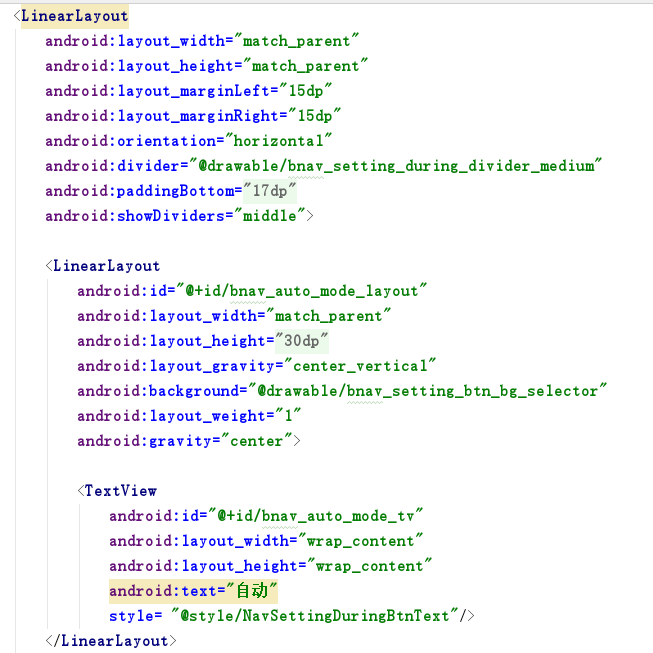 <LinearLayout
android:layout_width="match_parent"
android:layout_height="match_parent"
android:layout_marginLeft="15dp"
android:layout_marginRight="15dp"
android:orientation="horizontal"
android:divider="@drawable/bnav_setting_during_divider_medium"
android:paddingBottom="17dp"
android:showDividers="middle">
<LinearLayout
android:id="@+id/bnav_auto_mode_layout"
android:layout_width="match_parent"
android:layout_height="30dp"
android:layout_gravity="center_vertical"
android:background="@drawable/bnav_setting_btn_bg_selector"
android:layout_weight="1"
android:gravity="center">
<TextView
android:id="@+id/bnav_auto_mode_tv"
android:layout_width="wrap_content"
android:layout_height="wrap_content"
android:text="自动"
style= "@style/NavSettingDuringBtnText"/>
</LinearLayout>